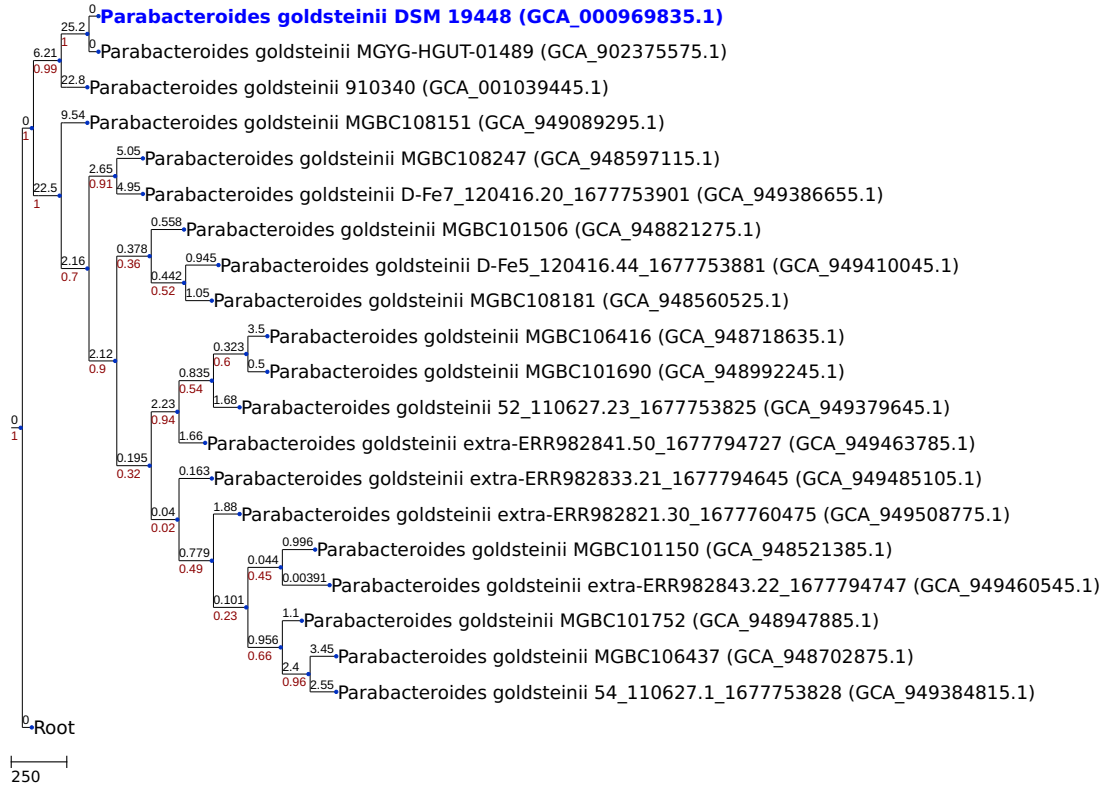 0
Parabacteroides goldsteinii DSM 19448 (GCA_000969835.1)
25.2
1
0
Parabacteroides goldsteinii MGYG-HGUT-01489 (GCA_902375575.1)
6.21
0.99
22.8
Parabacteroides goldsteinii 910340 (GCA_001039445.1)
0
1
9.54
Parabacteroides goldsteinii MGBC108151 (GCA_949089295.1)
5.05
Parabacteroides goldsteinii MGBC108247 (GCA_948597115.1)
2.65
0.91
4.95
Parabacteroides goldsteinii D-Fe7_120416.20_1677753901 (GCA_949386655.1)
22.5
1
0.558
Parabacteroides goldsteinii MGBC101506 (GCA_948821275.1)
0.378
0.36
0.945
Parabacteroides goldsteinii D-Fe5_120416.44_1677753881 (GCA_949410045.1)
2.16
0.7
0.442
0.52
1.05
Parabacteroides goldsteinii MGBC108181 (GCA_948560525.1)
3.5
Parabacteroides goldsteinii MGBC106416 (GCA_948718635.1)
0.323
0.6
2.12
0.9
0.5
Parabacteroides goldsteinii MGBC101690 (GCA_948992245.1)
0.835
0.54
1.68
Parabacteroides goldsteinii 52_110627.23_1677753825 (GCA_949379645.1)
2.23
0.94
0
1
1.66
Parabacteroides goldsteinii extra-ERR982841.50_1677794727 (GCA_949463785.1)
0.195
0.32
0.163
Parabacteroides goldsteinii extra-ERR982833.21_1677794645 (GCA_949485105.1)
0.04
0.02
1.88
Parabacteroides goldsteinii extra-ERR982821.30_1677760475 (GCA_949508775.1)
0.779
0.49
0.996
Parabacteroides goldsteinii MGBC101150 (GCA_948521385.1)
0.044
0.45
0.00391
Parabacteroides goldsteinii extra-ERR982843.22_1677794747 (GCA_949460545.1)
0.101
0.23
1.1
Parabacteroides goldsteinii MGBC101752 (GCA_948947885.1)
0.956
0.66
3.45
Parabacteroides goldsteinii MGBC106437 (GCA_948702875.1)
2.4
0.96
2.55
Parabacteroides goldsteinii 54_110627.1_1677753828 (GCA_949384815.1)
0
Root
250